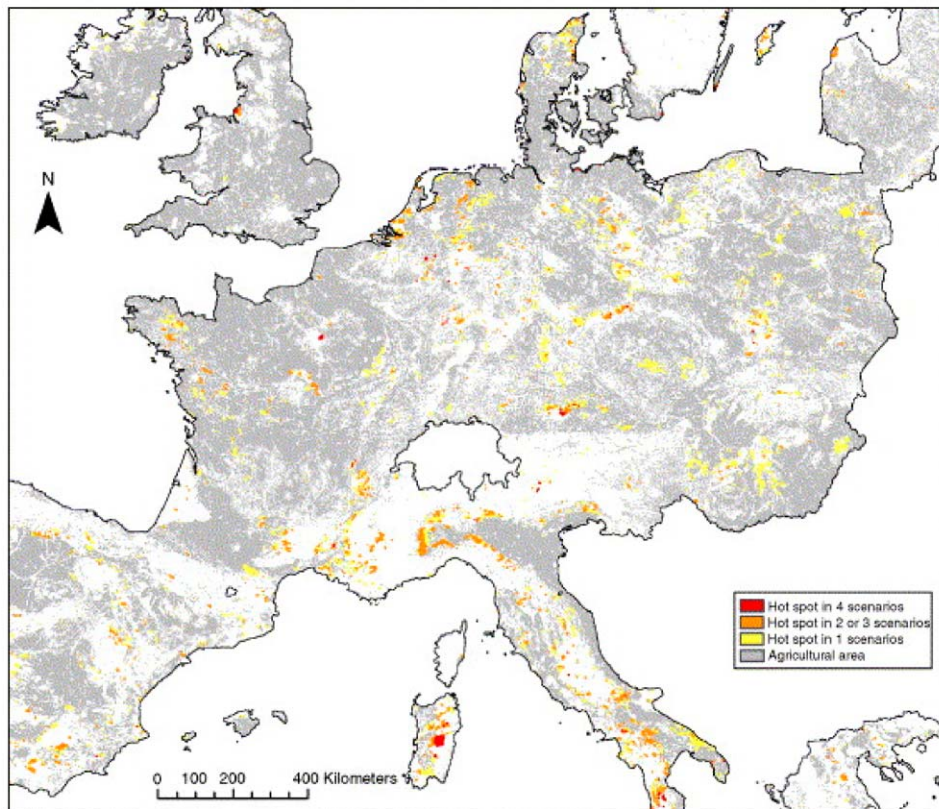 N
Hot spot in 4 scenarios
Hot spot in 2 or 3 scenarios
Hot spot in 1 scenarios
Agricultural area
0 100 200 400 Kilometers